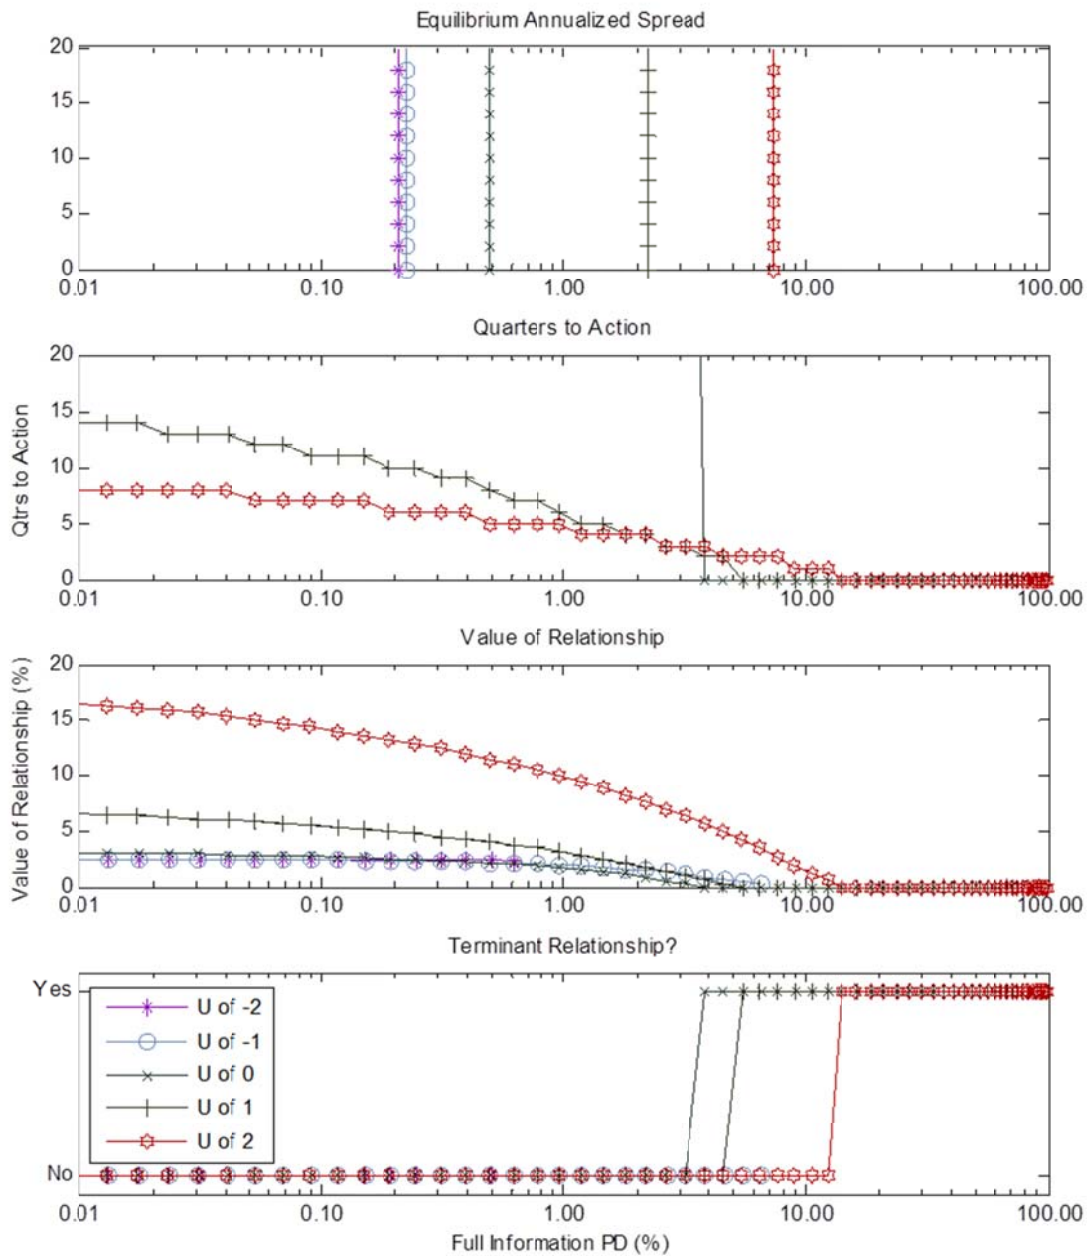 Equilibrium Annualized Spread
20
15
10
5
0
0.01 0.10 1.00 10.00 100.00
Quarters to Action
Qtrs to Action
20
15
10
5
0
0.01 0.10 1.00 10.00 100.00
Value of Relationship
Value of Relationship (%)
20
15
10
5
0
0.01 0.10 1.00 10.00 100.00
Terminant Relationship?
Yes
U of -2
U of -1
U of 0
U of 1
U of 2
No
0.01 0.10 1.00 10.00 100.00
Full Information PD (%)